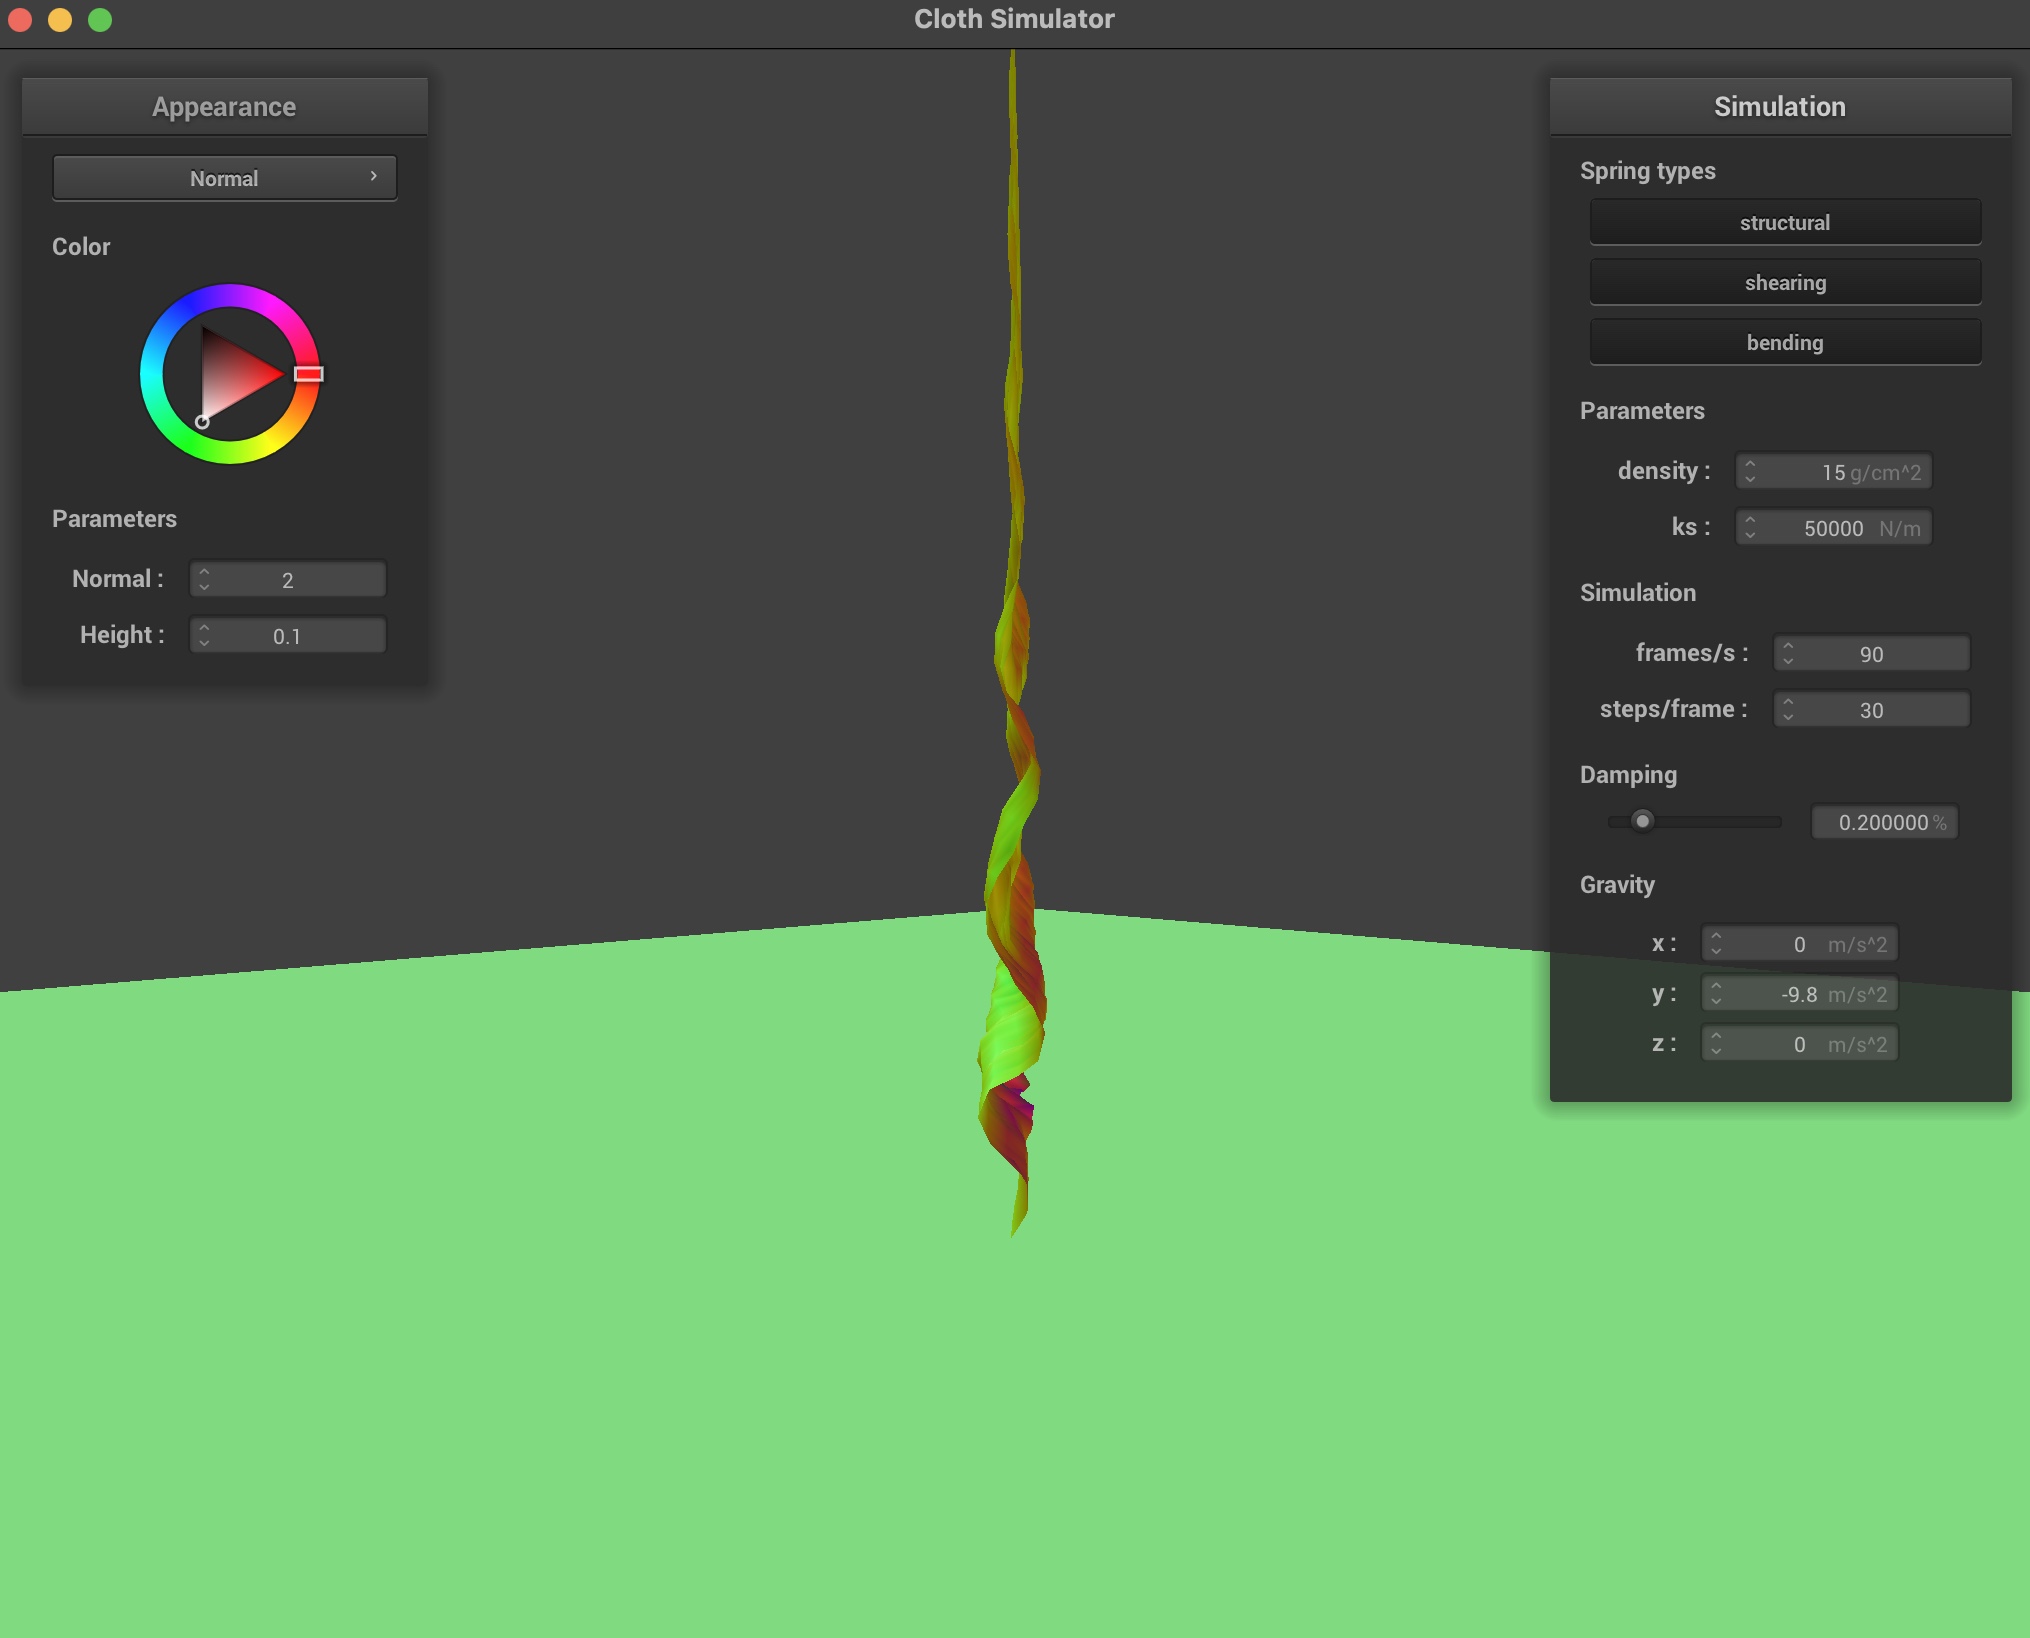 Cloth Simulator
Appearance
Normal
Color
Parameters
Normal : 2
Height : 0.1
Simulation
Spring types
structural
shearing
bending
Parameters
density : 15 g/cm^2
ks : 50000 N/m
Simulation
frames/s : 90
steps/frame : 30
Damping
0.200000 %
Gravity
x : 0 m/s^2
y : -9.8 m/s^2
z : 0 m/s^2